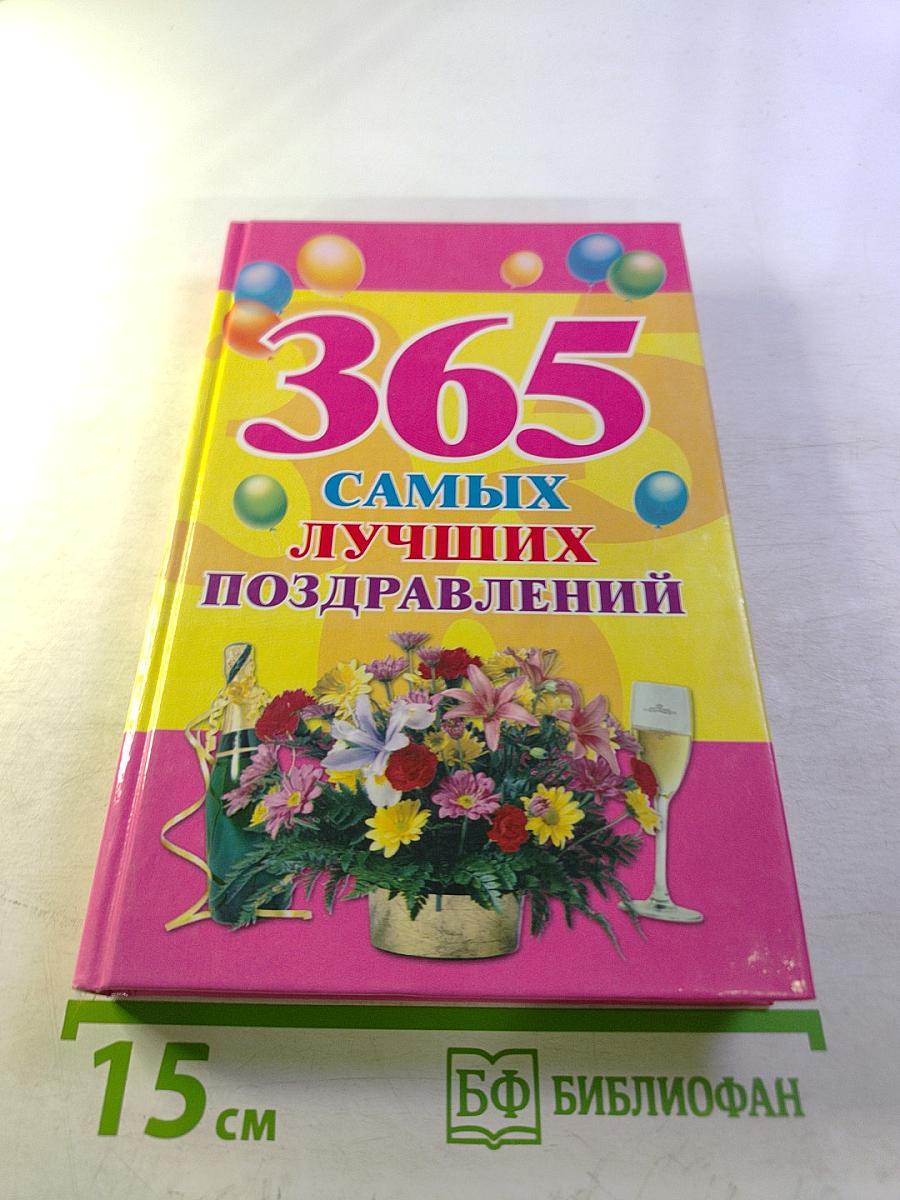 365
САМЫХ
ЛУЧШИХ
ПОЗДРАВЛЕНИЙ
15 см
БФ БИБЛИОФАН